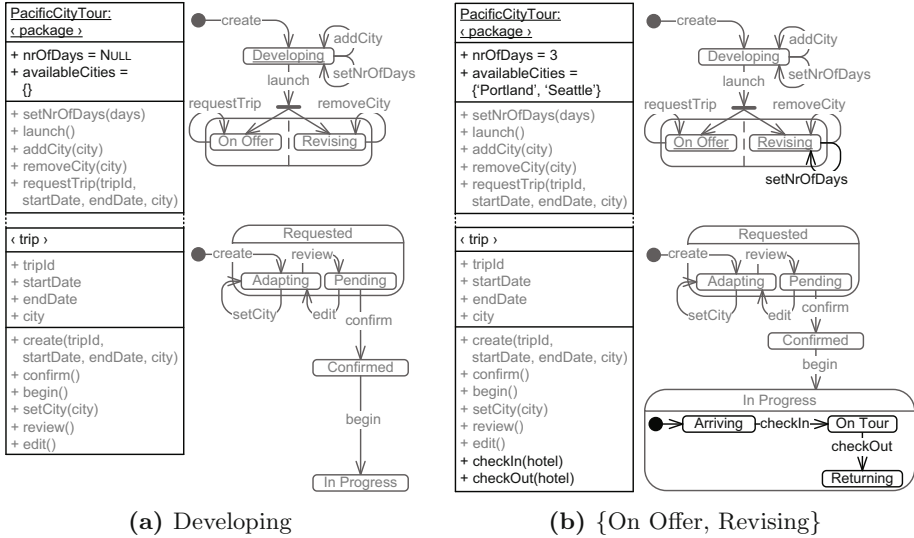 PacificCityTour:
‹ package ›
+ nrOfDays = NULL
+ availableCities =
{}
+ setNrOfDays(days)
+ launch()
+ addCity(city)
+ removeCity(city)
+ requestTrip(tripId,
startDate, endDate, city)
‹ trip ›
+ tripId
+ startDate
+ endDate
+ city
+ create(tripId,
startDate, endDate, city)
+ confirm()
+ begin()
+ setCity(city)
+ review()
+ edit()
create
addCity
Developing
setNrOfDays
launch
requestTrip
removeCity
On Offer
Revising
Requested
create
review
Adapting
Pending
setCity
edit
confirm
Confirmed
begin
In Progress
(a) Developing
PacificCityTour:
‹ package ›
+ nrOfDays = 3
+ availableCities =
{‘Portland’, ‘Seattle’}
+ setNrOfDays(days)
+ launch()
+ addCity(city)
+ removeCity(city)
+ requestTrip(tripId,
startDate, endDate, city)
‹ trip ›
+ tripId
+ startDate
+ endDate
+ city
+ create(tripId,
startDate, endDate, city)
+ confirm()
+ begin()
+ setCity(city)
+ review()
+ edit()
+ checkIn(hotel)
+ checkOut(hotel)
create
addCity
Developing
setNrOfDays
launch
requestTrip
removeCity
On Offer
Revising
setNrOfDays
Requested
create
review
Adapting
Pending
setCity
edit
confirm
Confirmed
begin
In Progress
Arriving
checkIn
On Tour
checkOut
Returning
(b) {On Offer, Revising}